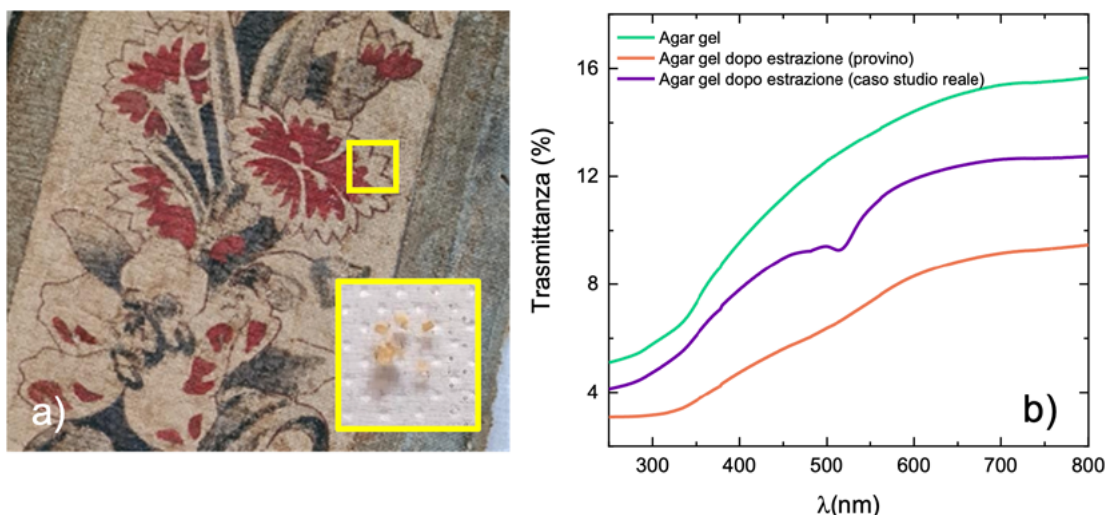 a)
Agar gel
Agar gel dopo estrazione (provino)
Agar gel dopo estrazione (caso studio reale)
b)
Trasmittanza (%)
16
12
8
4
300 400 500 600 700 800
λ(nm)